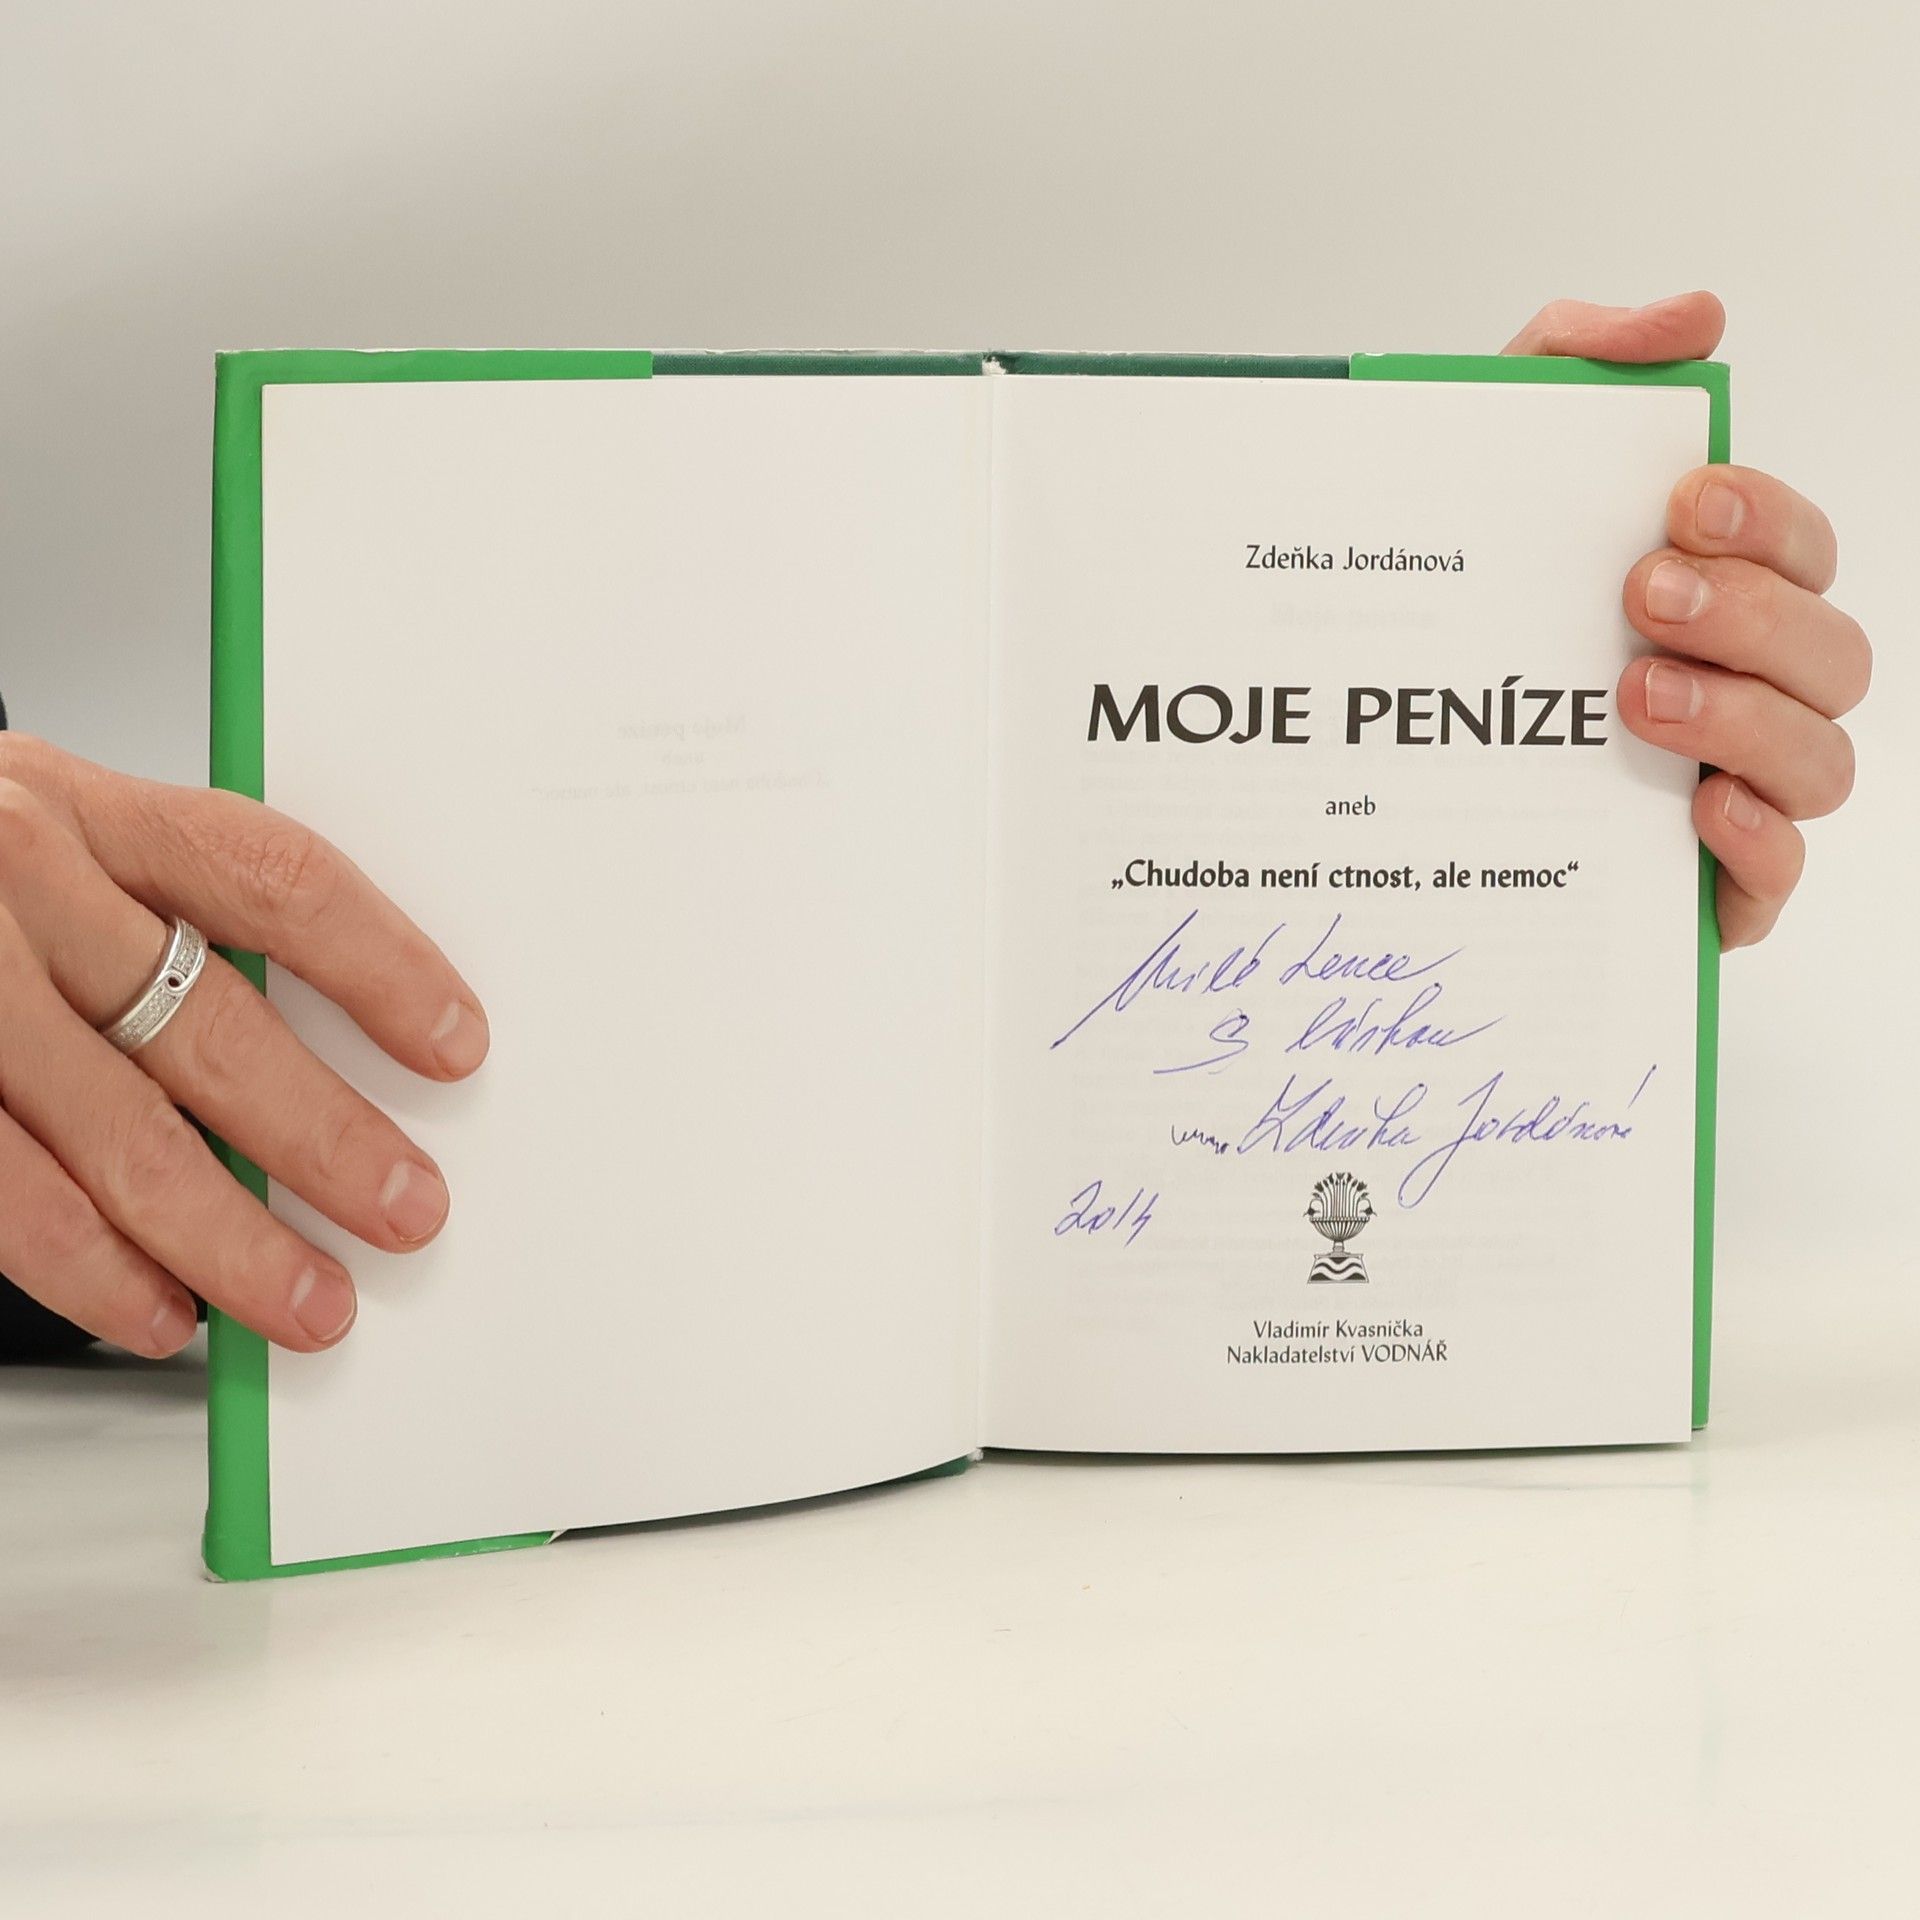 Zdeňka Jordánová
MOJE PENÍZE
aneb
„Chudoba není ctnost, ale nemoc“
Milé Lence
S láskou
Zdeňka Jordánová
2014
Vladimír Kvasnička
Nakladatelství VODNÁŘ